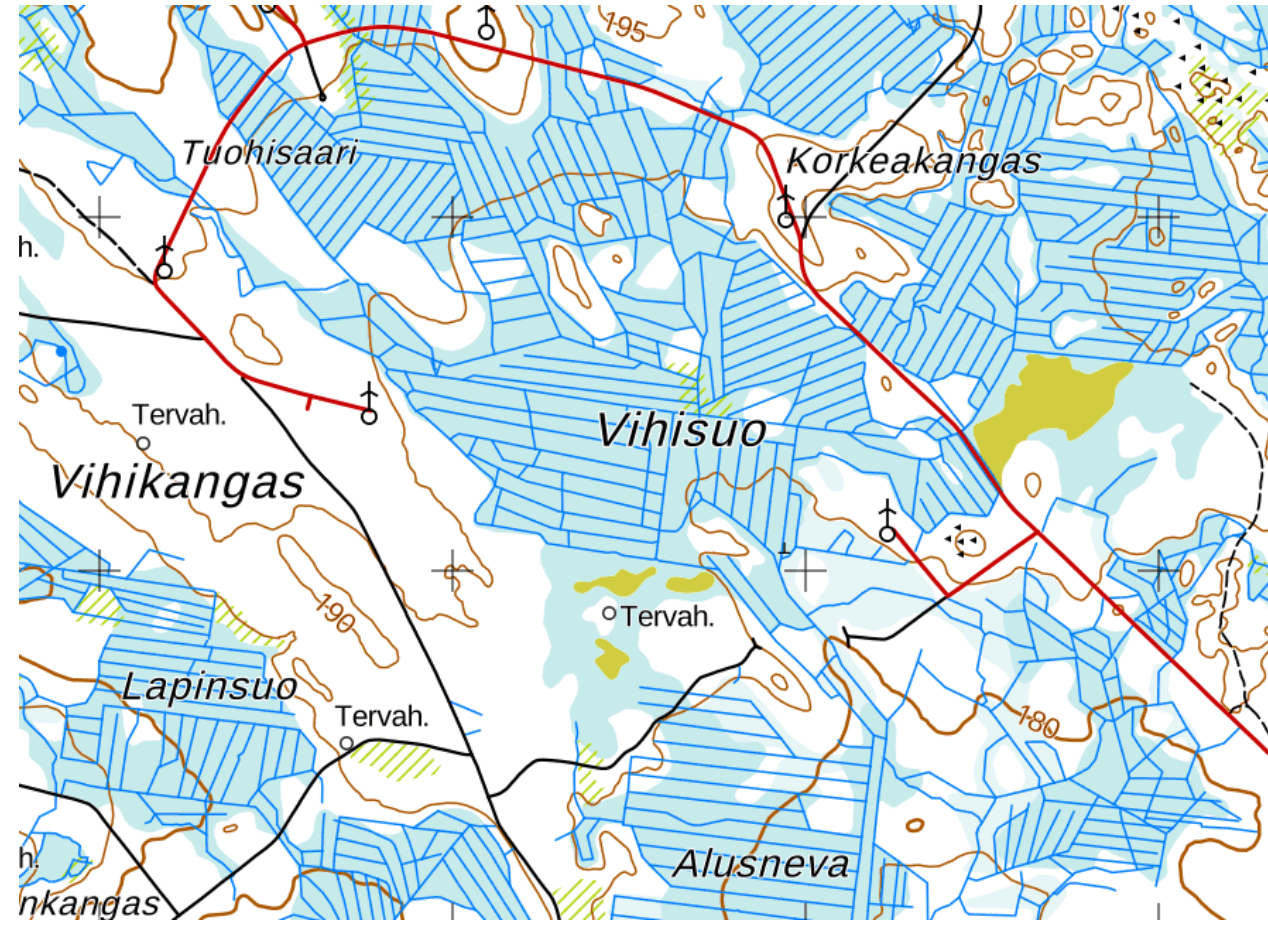 195
Tuohisaari
Korkeakangas
h.
Tervah.
Vihisuo
Vihikangas
190
Tervah.
Lapinsuo
Tervah.
180
h.
Alusneva
nkangas